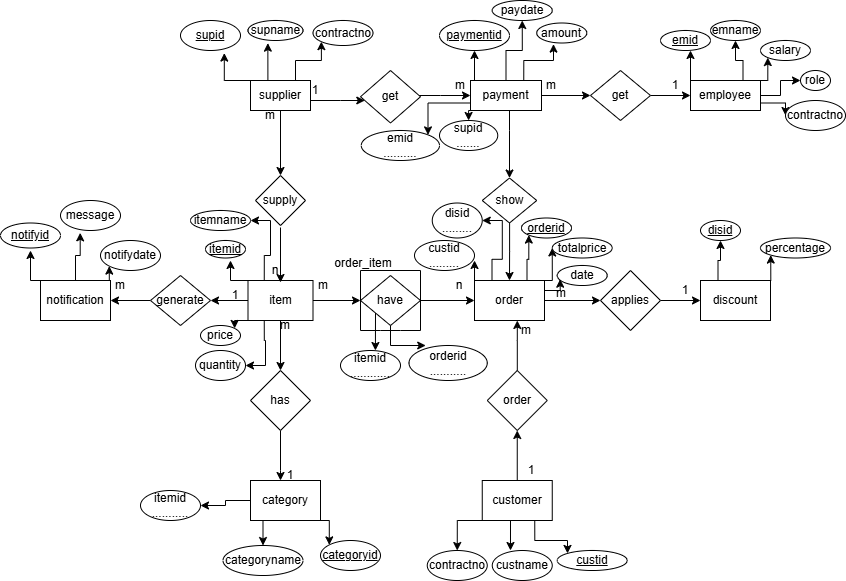 paydate
supid
supname
contractno
paymentid
amount
emid
emname
salary
supplier
1
get
m
payment
m
get
1
employee
role
contractno
m
emid
..........
supid
.......
supply
show
notifyid
message
notifydate
itemname
itemid
disid
.......
custid
.......
orderid
totalprice
date
disid
percentage
order_item
notification
m
generate
1
n
item
m
have
n
order
m
applies
1
discount
price
quantity
m
itemid
...........
orderid
...........
m
has
order
1
category
itemid
...........
categoryname
categoryid
1
customer
contractno
custname
custid